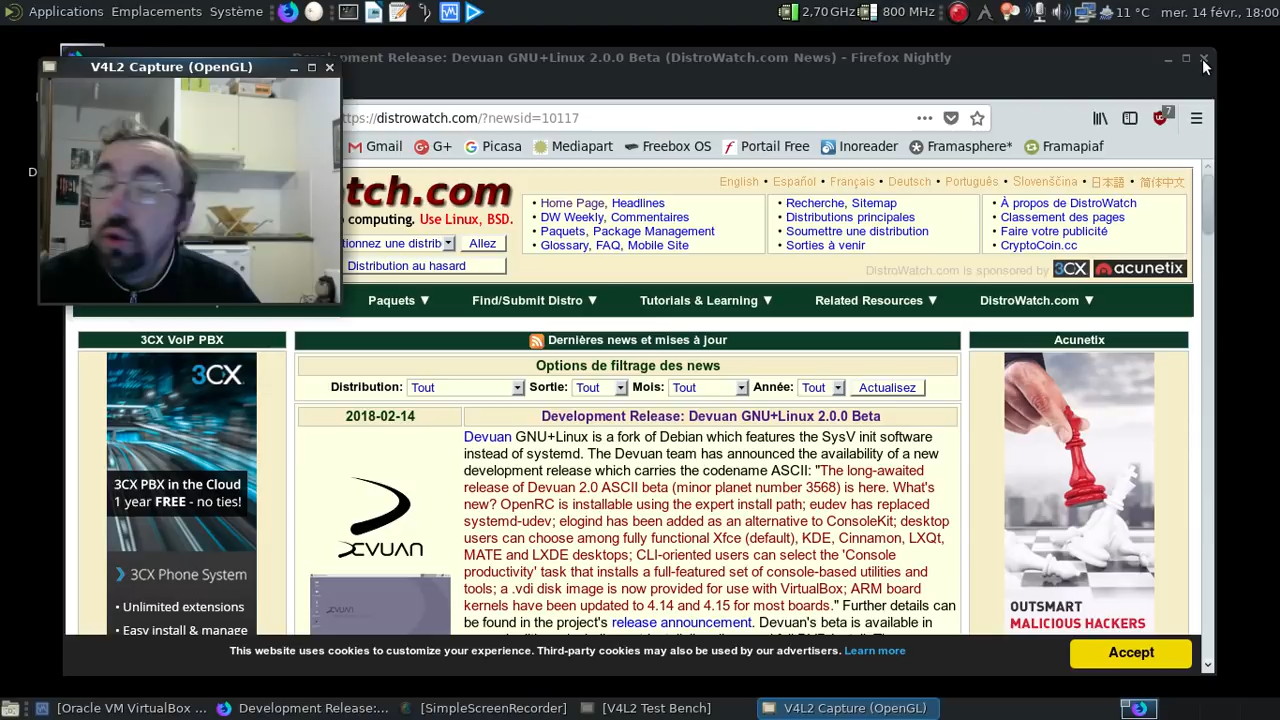 Applications Emplacements Système 2,70 GHz 800 MHz 11 °C mer. 14 févr., 18:00
Development Release: Devuan GNU+Linux 2.0.0 Beta (DistroWatch.com News) - Firefox Nightly
V4L2 Capture (OpenGL)
ttps://distrowatch.com/?newsid=10117
7
Gmail G+ Picasa Mediapart Freebox OS Portail Free Inoreader Framasphere* Framapiaf
English • Español • Français • Deutsch • Português • Slovenščina • 日本語 • 简体中文
tch.com
computing. Use Linux, BSD.
• Home Page, Headlines
• DW Weekly, Commentaires
• Paquets, Package Management
• Glossary, FAQ, Mobile Site
• Recherche, Sitemap
• Distributions principales
• Soumettre une distribution
• Sorties à venir
• À propos de DistroWatch
• Classement des pages
• Faire votre publicité
• CryptoCoin.cc
tionnez une distrib Allez
Distribution au hasard
DistroWatch.com is sponsored by 3CX acunetix
Paquets ▼ Find/Submit Distro ▼ Tutorials & Learning ▼ Related Resources ▼ DistroWatch.com ▼
3CX VoIP PBX
3CX
3CX PBX in the Cloud
1 year FREE - no ties!
3CX Phone System
• Unlimited extensions
• Easy install & manage
Dernières news et mises à jour
Options de filtrage des news
Distribution: Tout Sortie: Tout Mois: Tout Année: Tout Actualisez
2018-02-14 Development Release: Devuan GNU+Linux 2.0.0 Beta
DEVUAN
Devuan GNU+Linux is a fork of Debian which features the SysV init software
instead of systemd. The Devuan team has announced the availability of a new
development release which carries the codename ASCII: "The long-awaited
release of Devuan 2.0 ASCII beta (minor planet number 3568) is here. What's
new? OpenRC is installable using the expert install path; eudev has replaced
systemd-udev; elogind has been added as an alternative to ConsoleKit; desktop
users can choose among fully functional Xfce (default), KDE, Cinnamon, LXQt,
MATE and LXDE desktops; CLI-oriented users can select the 'Console
productivity' task that installs a full-featured set of console-based utilities and
tools; a .vdi disk image is now provided for use with VirtualBox; ARM board
kernels have been updated to 4.14 and 4.15 for most boards." Further details can
be found in the project's release announcement. Devuan's beta is available in
Acunetix
OUTSMART
MALICIOUS HACKERS
This website uses cookies to customize your experience. Third-party cookies may also be used by our advertisers. Learn more
Accept
[Oracle VM VirtualBox ... Development Release:... [SimpleScreenRecorder] [V4L2 Test Bench] V4L2 Capture (OpenGL)